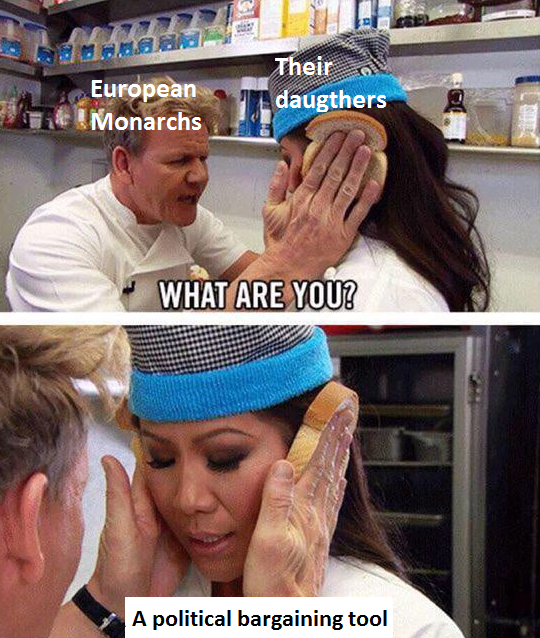 European
Monarchs
Their
daugthers
WHAT ARE YOU?
A political bargaining tool